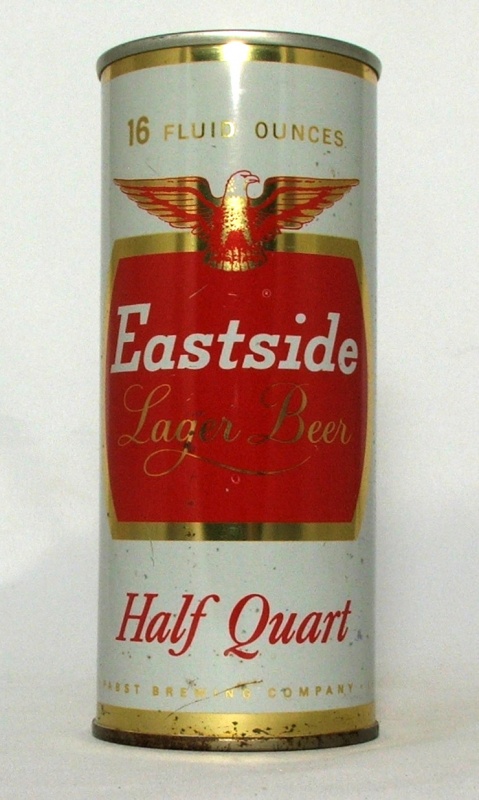 16 FLUID OUNCES
Eastside
Lager Beer
Half Quart
PABST BREWING COMPANY